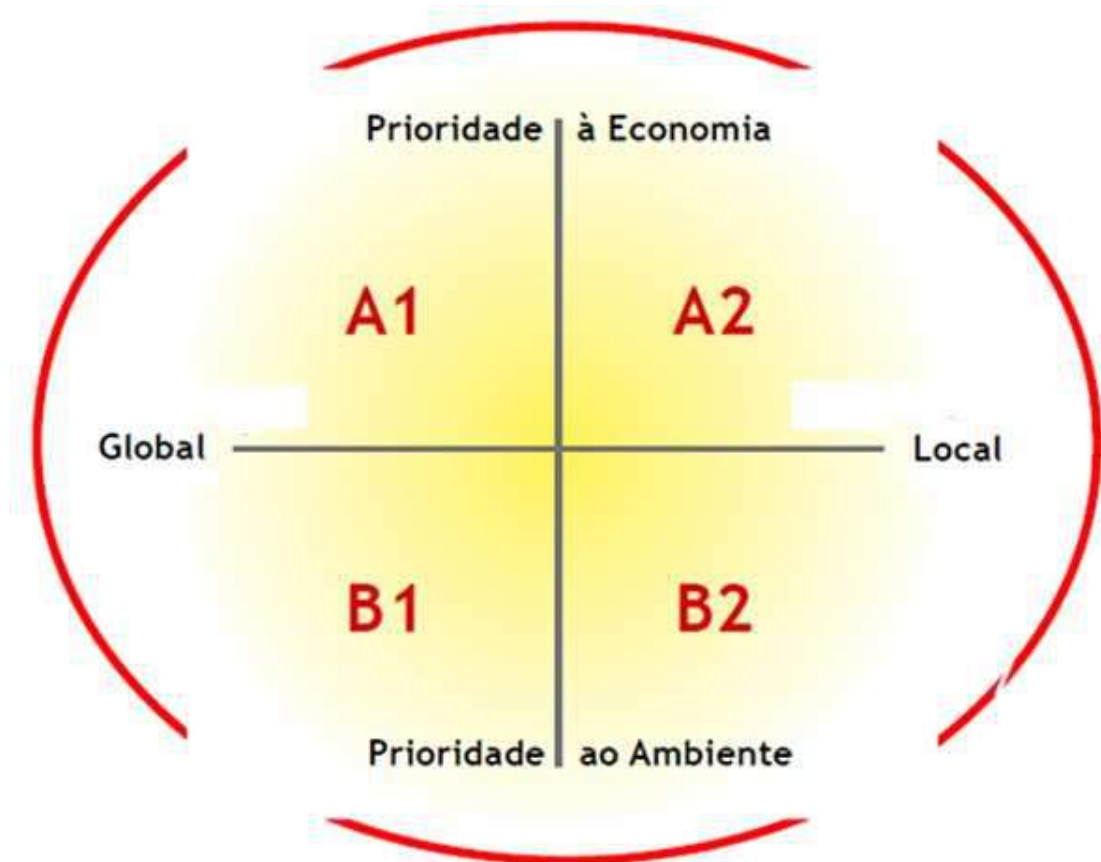 Prioridade à Economia
A1 A2
Global Local
B1 B2
Prioridade ao Ambiente